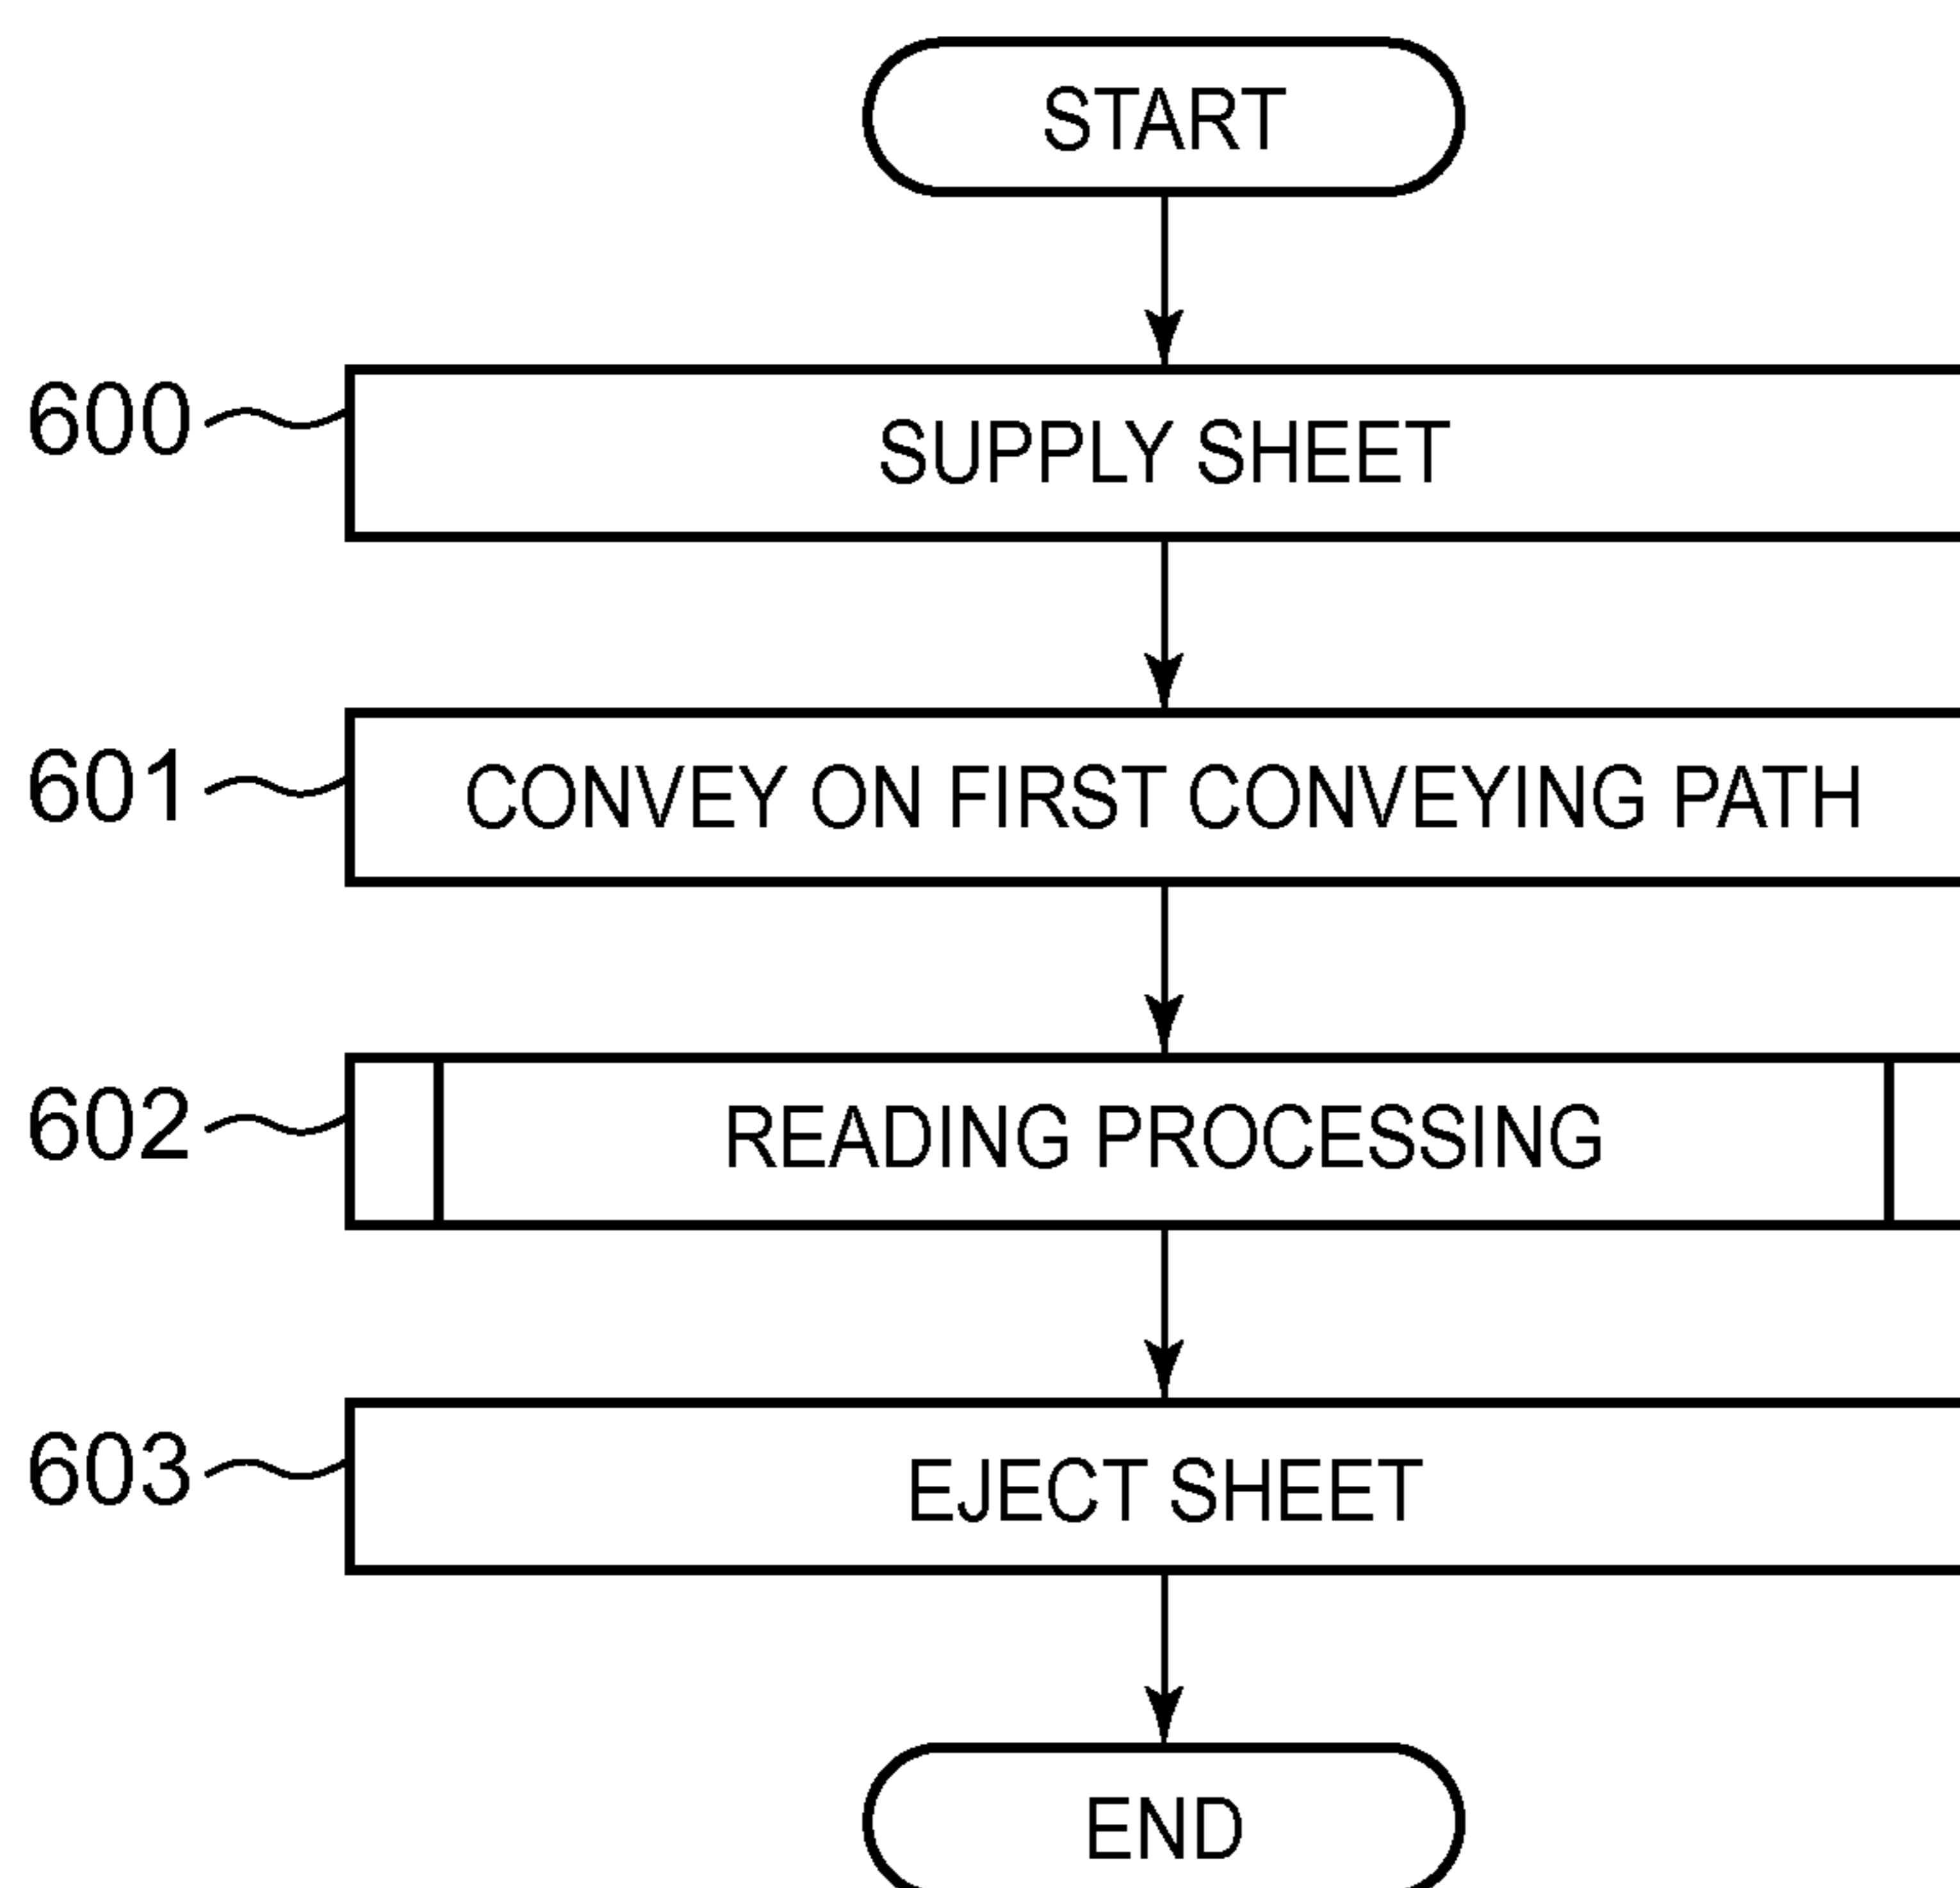 START
600 SUPPLY SHEET
601 CONVEY ON FIRST CONVEYING PATH
602 READING PROCESSING
603 EJECT SHEET
END